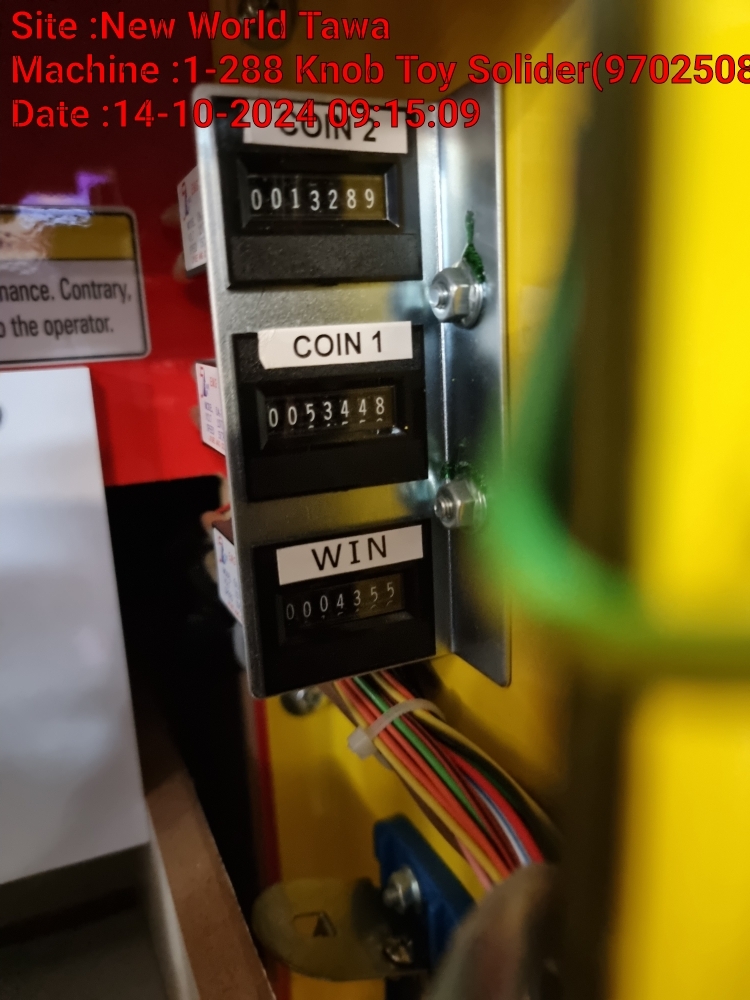 Site :New World Tawa
Machine :1-288 Knob Toy Solider(9702508
Date :14-10-2024 09:15:09
COIN 2
0013289
nance. Contrary,
o the operator.
COIN 1
0053448
WIN
0004355